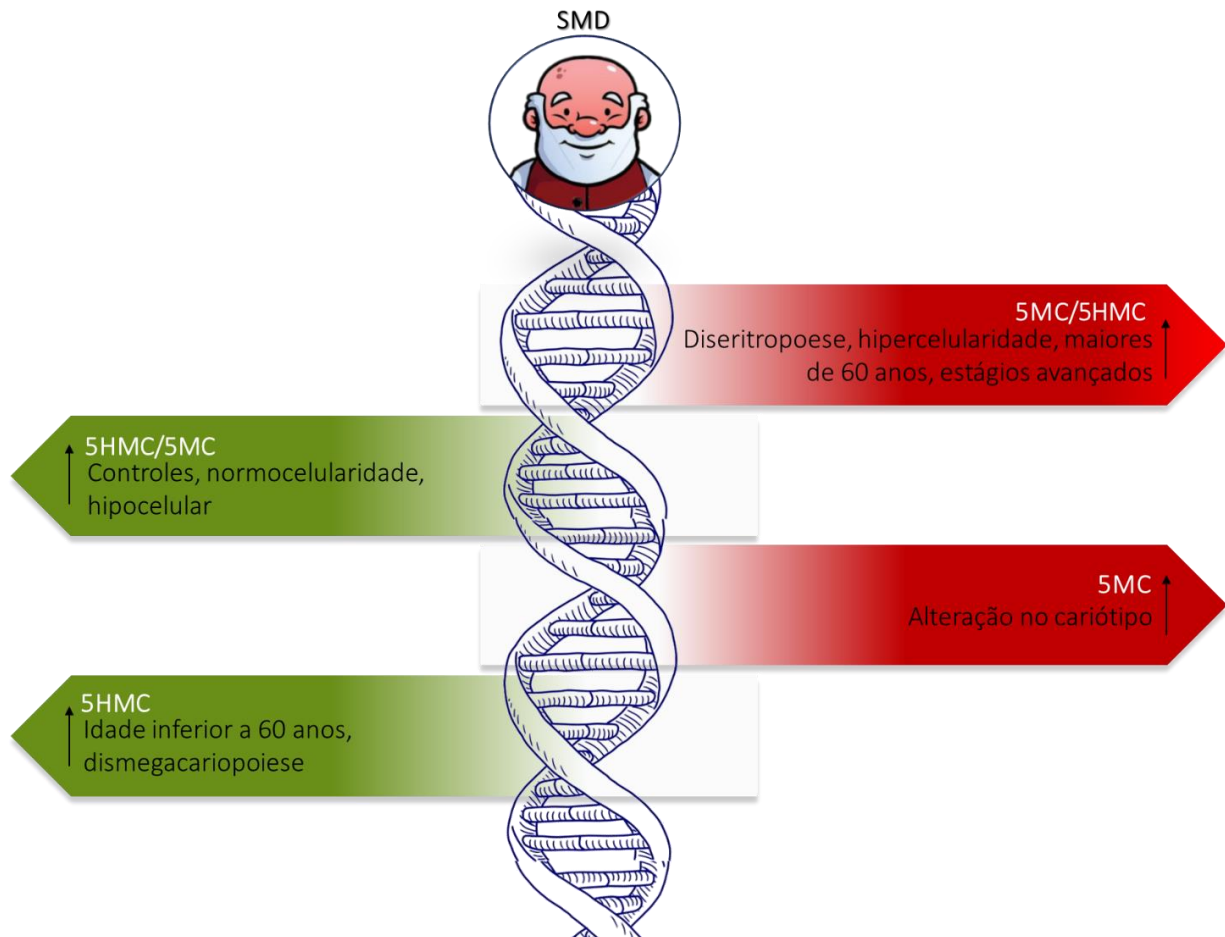 SMD
5MC/5HMC
Diseritropoese, hipercelularidade, maiores
de 60 anos, estágios avançados
5HMC/5MC
Controles, normocelularidade,
hipocelular
5MC
Alteração no cariótipo
5HMC
Idade inferior a 60 anos,
dismegacariopoiese